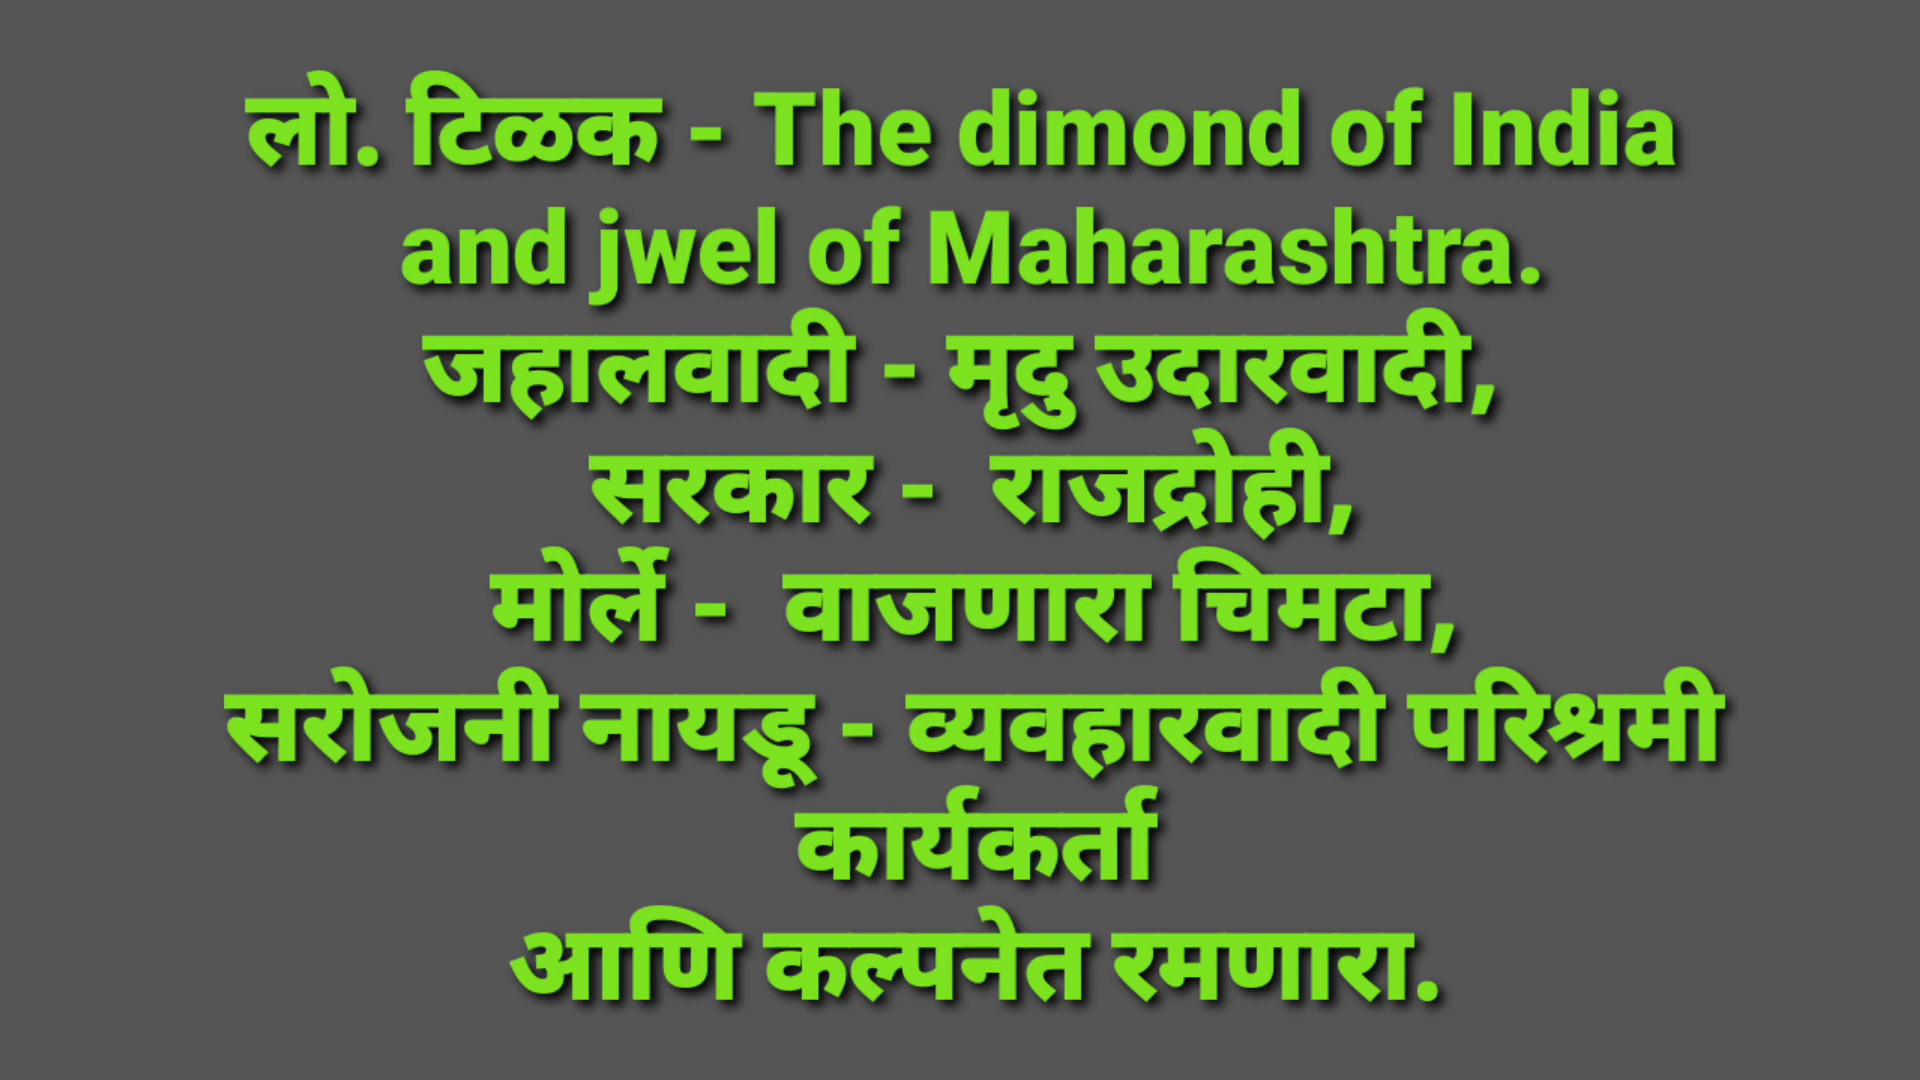 लो. टिळक - The dimond of India
and jwel of Maharashtra.
जहालवादी - मृदु उदारवादी,
सरकार - राजद्रोही,
मोर्ले - वाजणारा चिमटा,
सरोजनी नायडू - व्यवहारवादी परिश्रमी
कार्यकर्ता
आणि कल्पनेत रमणारा.